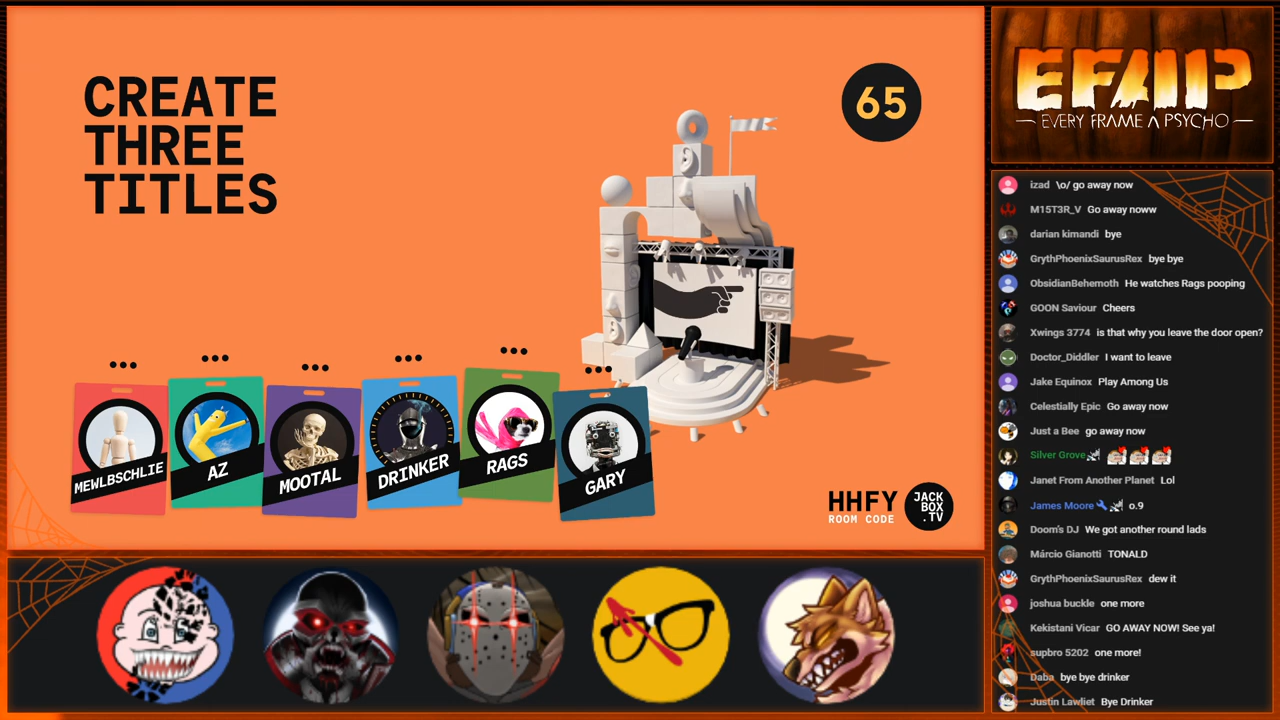 CREATE
THREE
TITLES
65
MEWLBSCHLIE
AZ
MOOTAL
DRINKER
RAGS
GARY
HHFY
ROOM CODE
JACK
BOX
.TV
EFAP
EVERY FRAME A PSYCHO
izad \o/ go away now
M15T3R_V Go away noww
darian kimandi bye
GrythPhoenixSaurusRex bye bye
ObsidianBehemoth He watches Rags pooping
GOON Saviour Cheers
Xwings 3774 is that why you leave the door open?
Doctor_Diddler I want to leave
Jake Equinox Play Among Us
Celestially Epic Go away now
Just a Bee go away now
Silver Grove
Janet From Another Planet Lol
James Moore o.9
Doom's DJ We got another round lads
Márcio Gianotti TONALD
GrythPhoenixSaurusRex dew it
joshua buckle one more
Kekistani Vicar GO AWAY NOW! See ya!
supbro 5202 one more!
Daba bye bye drinker
Justin Lawliet Bye Drinker